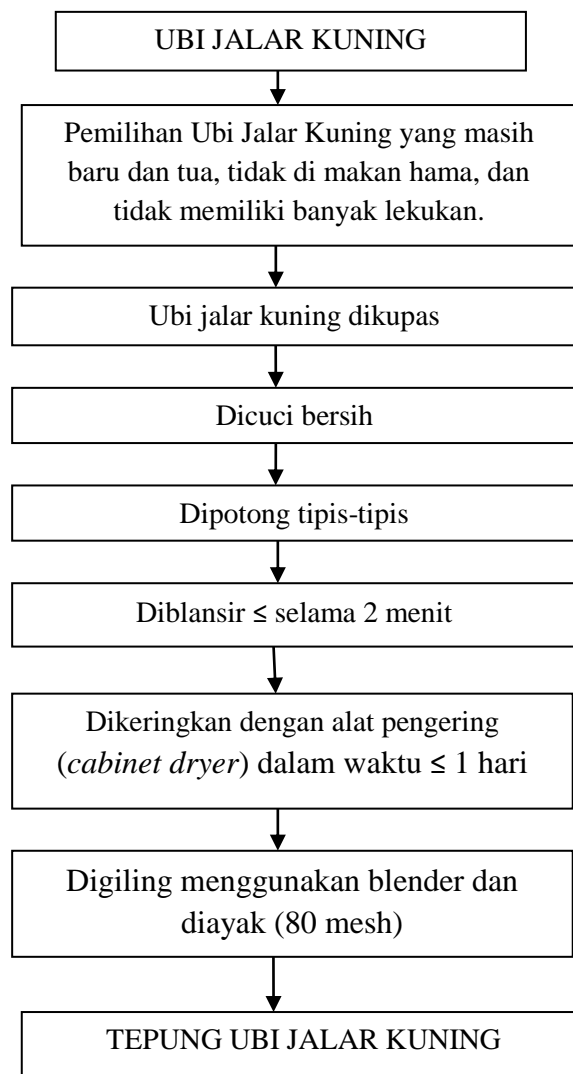 UBI JALAR KUNING
Pemilihan Ubi Jalar Kuning yang masih
baru dan tua, tidak di makan hama, dan
tidak memiliki banyak lekukan.
Ubi jalar kuning dikupas
Dicuci bersih
Dipotong tipis-tipis
Diblansir ≤ selama 2 menit
Dikeringkan dengan alat pengering
(cabinet dryer) dalam waktu ≤ 1 hari
Digiling menggunakan blender dan
diayak (80 mesh)
TEPUNG UBI JALAR KUNING